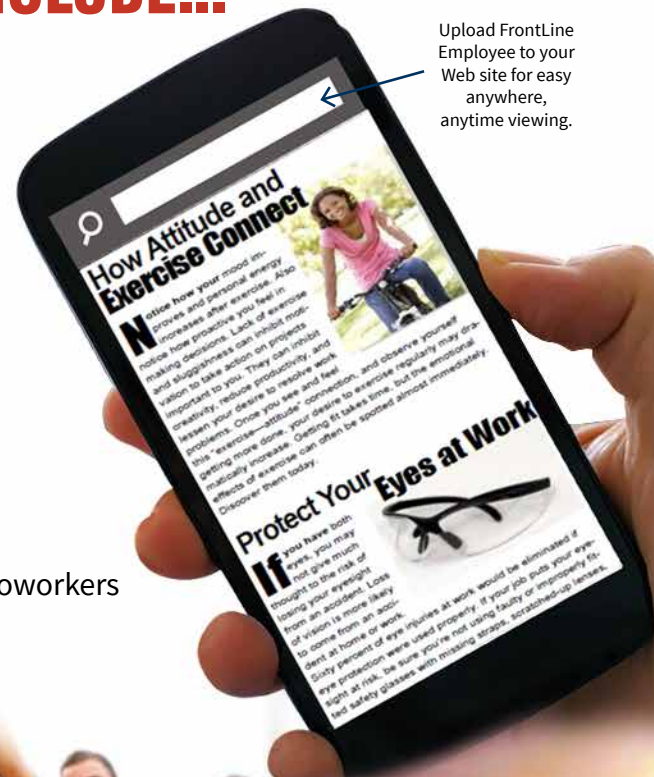 Upload FrontLine
Employee to your
Web site for easy
anywhere,
anytime viewing.
How Attitude and
Exercise Connect
Notice how your mood im-
proves and personal energy
increases after exercise. Also
notice how proactive you feel in
making decisions. Lack of exercise
and sluggishness can inhibit moti-
vation to take action on projects
important to you. They can inhibit
creativity, reduce productivity, and
lessen your desire to resolve work
problems. Once you see and feel
this "exercise—attitude" connection, and observe yourself
getting more done, your desire to exercise regularly may dra-
matically increase. Getting fit takes time, but the emotional
effects of exercise can often be spotted almost immediately.
Discover them today.
Protect Your
Eyes at Work
If you have both
eyes, you may
not give much
thought to the risk of
losing your eyesight
from an accident. Loss
of vision is more likely
to come from an acci-
dent at home or work.
Sixty percent of eye injuries at work would be eliminated if
eye protection were used properly. If your job puts your eye-
sight at risk, be sure you're not using faulty or improperly fit-
ted safety glasses with missing straps, scratched-up lenses,